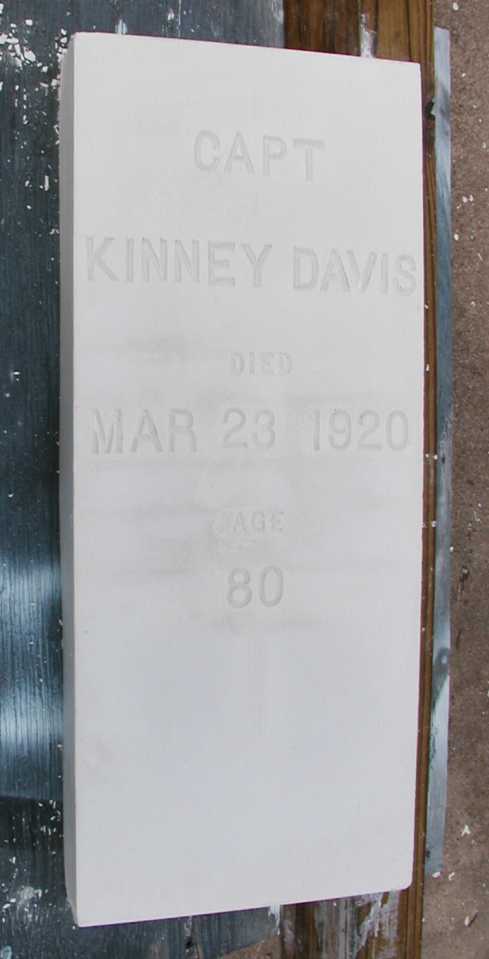 CAPT
KINNEY DAVIS
DIED
MAR 23 1920
AGE
80